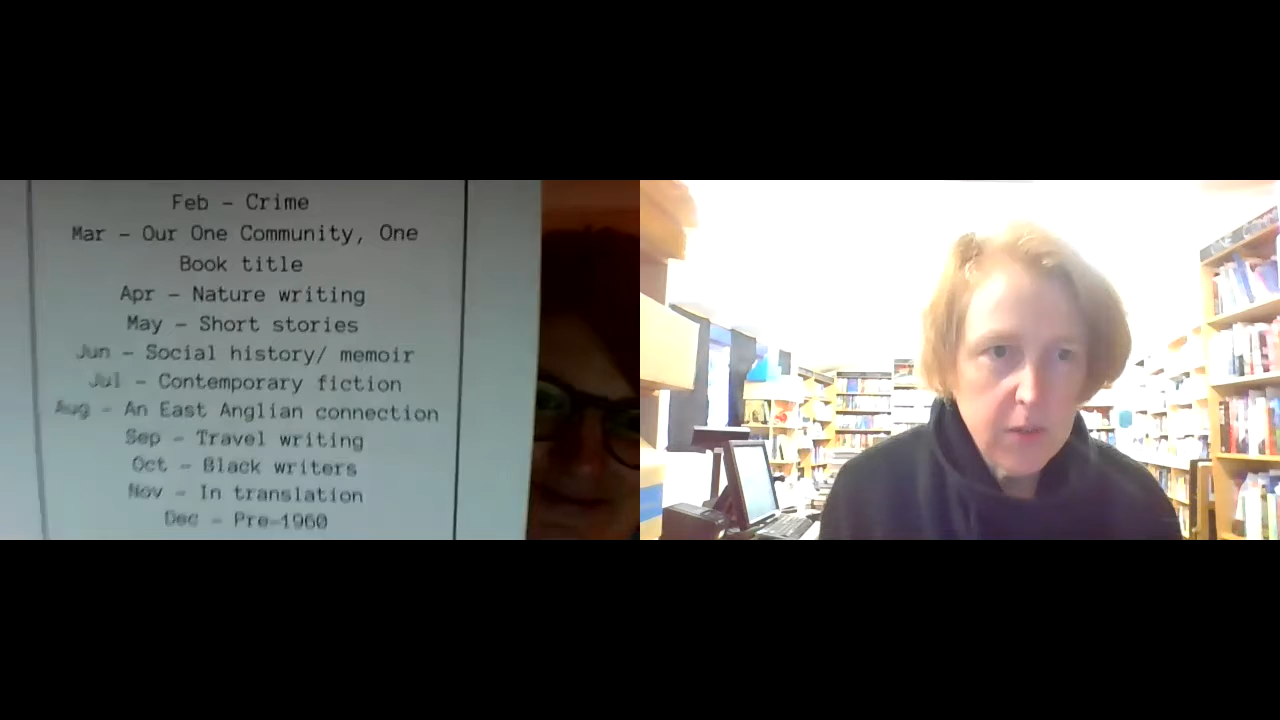 Feb - Crime
Mar - Our One Community, One
Book title
Apr - Nature writing
May - Short stories
Jun - Social history/ memoir
Jul - Contemporary fiction
Aug - An East Anglian connection
Sep - Travel writing
Oct - Black writers
Nov - In translation
Dec - Pre-1960